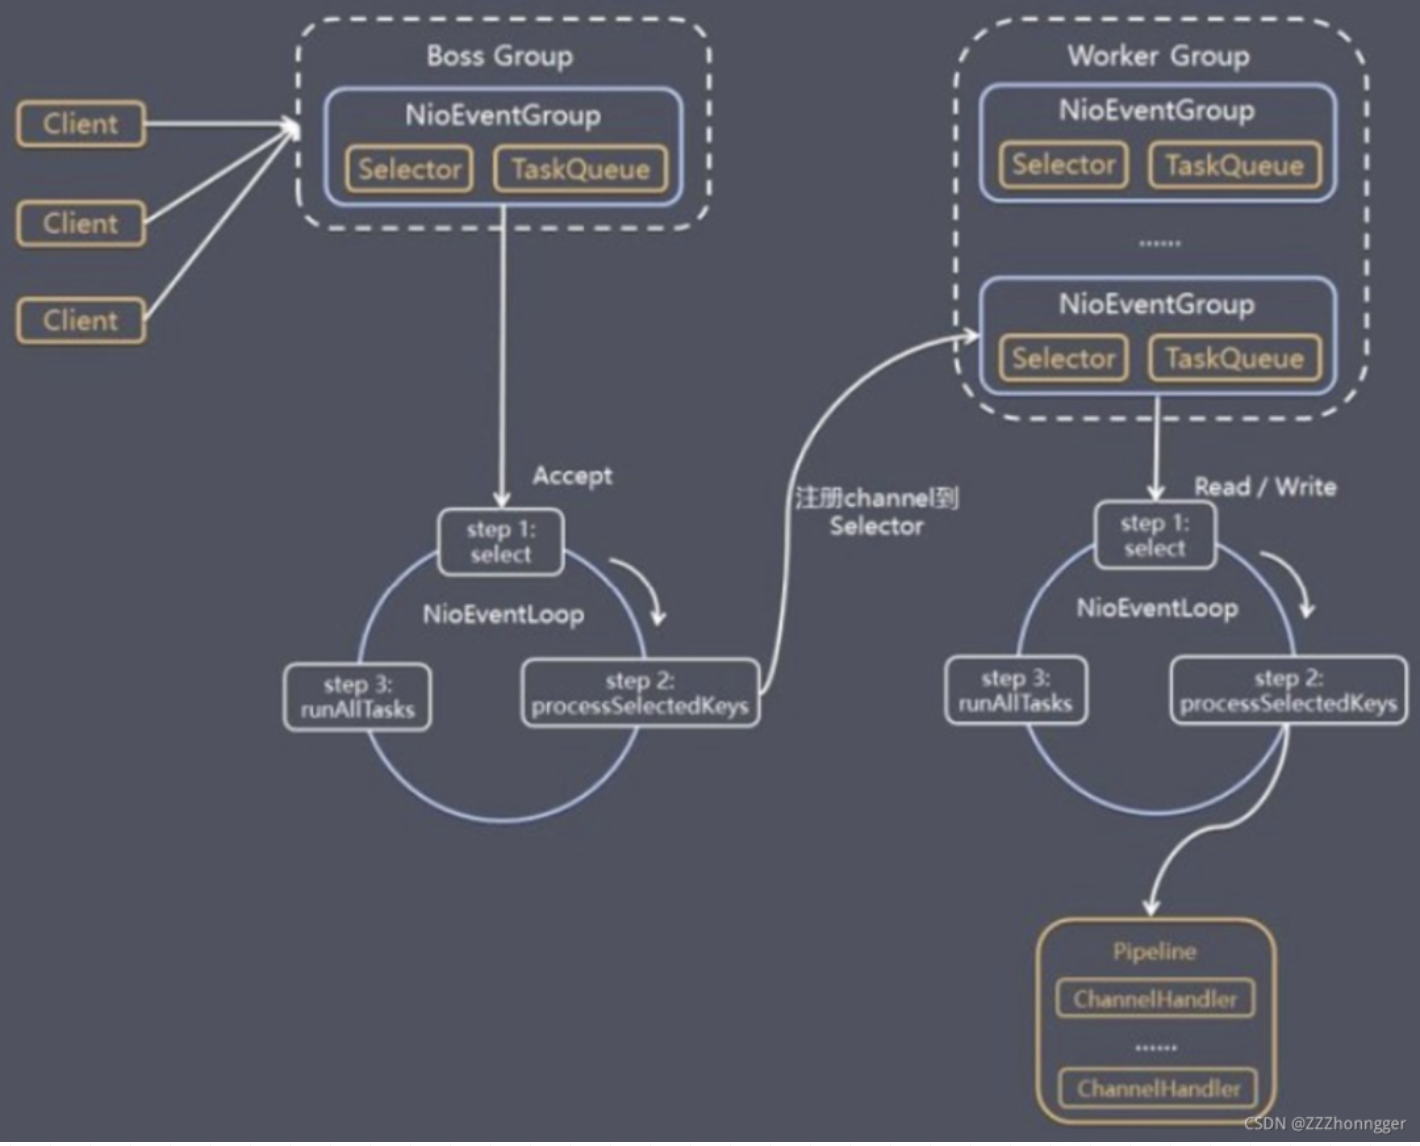 Boss Group
NioEventGroup
Selector
TaskQueue
Client
Client
Client
Worker Group
NioEventGroup
Selector
TaskQueue
......
NioEventGroup
Selector
TaskQueue
Accept
step 1:
select
NioEventLoop
step 2:
processSelectedKeys
step 3:
runAllTasks
注册channel到
Selector
Read / Write
step 1:
select
NioEventLoop
step 2:
processSelectedKeys
step 3:
runAllTasks
Pipeline
ChannelHandler
......
ChannelHandler
CSDN @ZZZhonngger